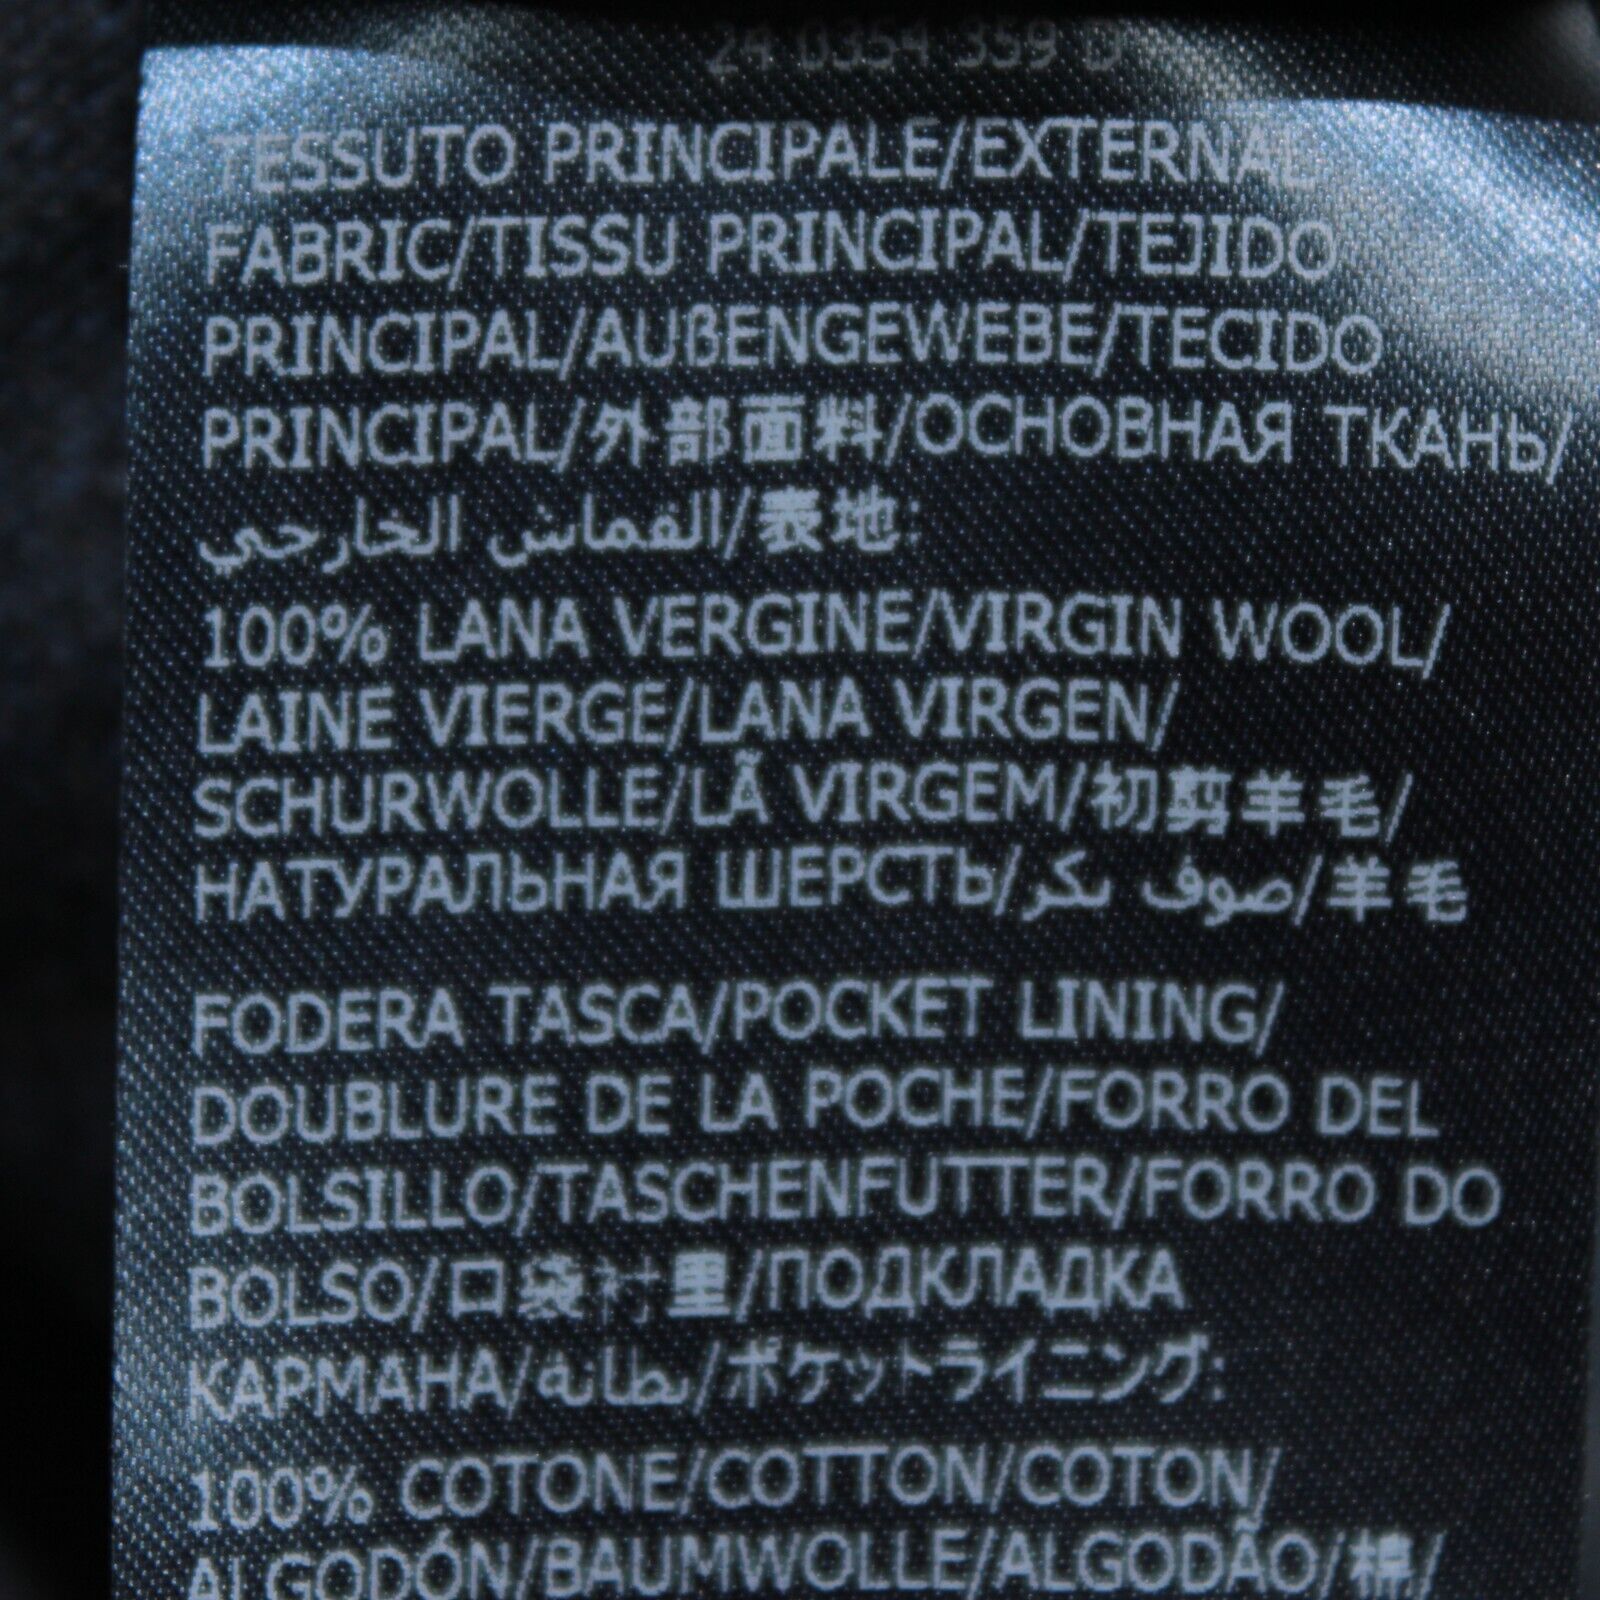 24 0354 359 D
TESSUTO PRINCIPALE/EXTERNAL
FABRIC/TISSU PRINCIPAL/TEJIDO
PRINCIPAL/AUßENGEWEBE/TECIDO
PRINCIPAL/外部面料/ОСНОВНАЯ ТКАНЬ/
القماش الخارجي/表地:
100% LANA VERGINE/VIRGIN WOOL/
LAINE VIERGE/LANA VIRGEN/
SCHURWOLLE/LÃ VIRGEM/初剪羊毛/
НАТУРАЛЬНАЯ ШЕРСТЬ/صوف بكر/羊毛
FODERA TASCA/POCKET LINING/
DOUBLURE DE LA POCHE/FORRO DEL
BOLSILLO/TASCHENFUTTER/FORRO DO
BOLSO/口袋衬里/ПОДКЛАДКА
КАРМАНА/بطانة/ポケットライニング:
100% COTONE/COTTON/COTON/
ALGODÓN/BAUMWOLLE/ALGODÃO/棉/